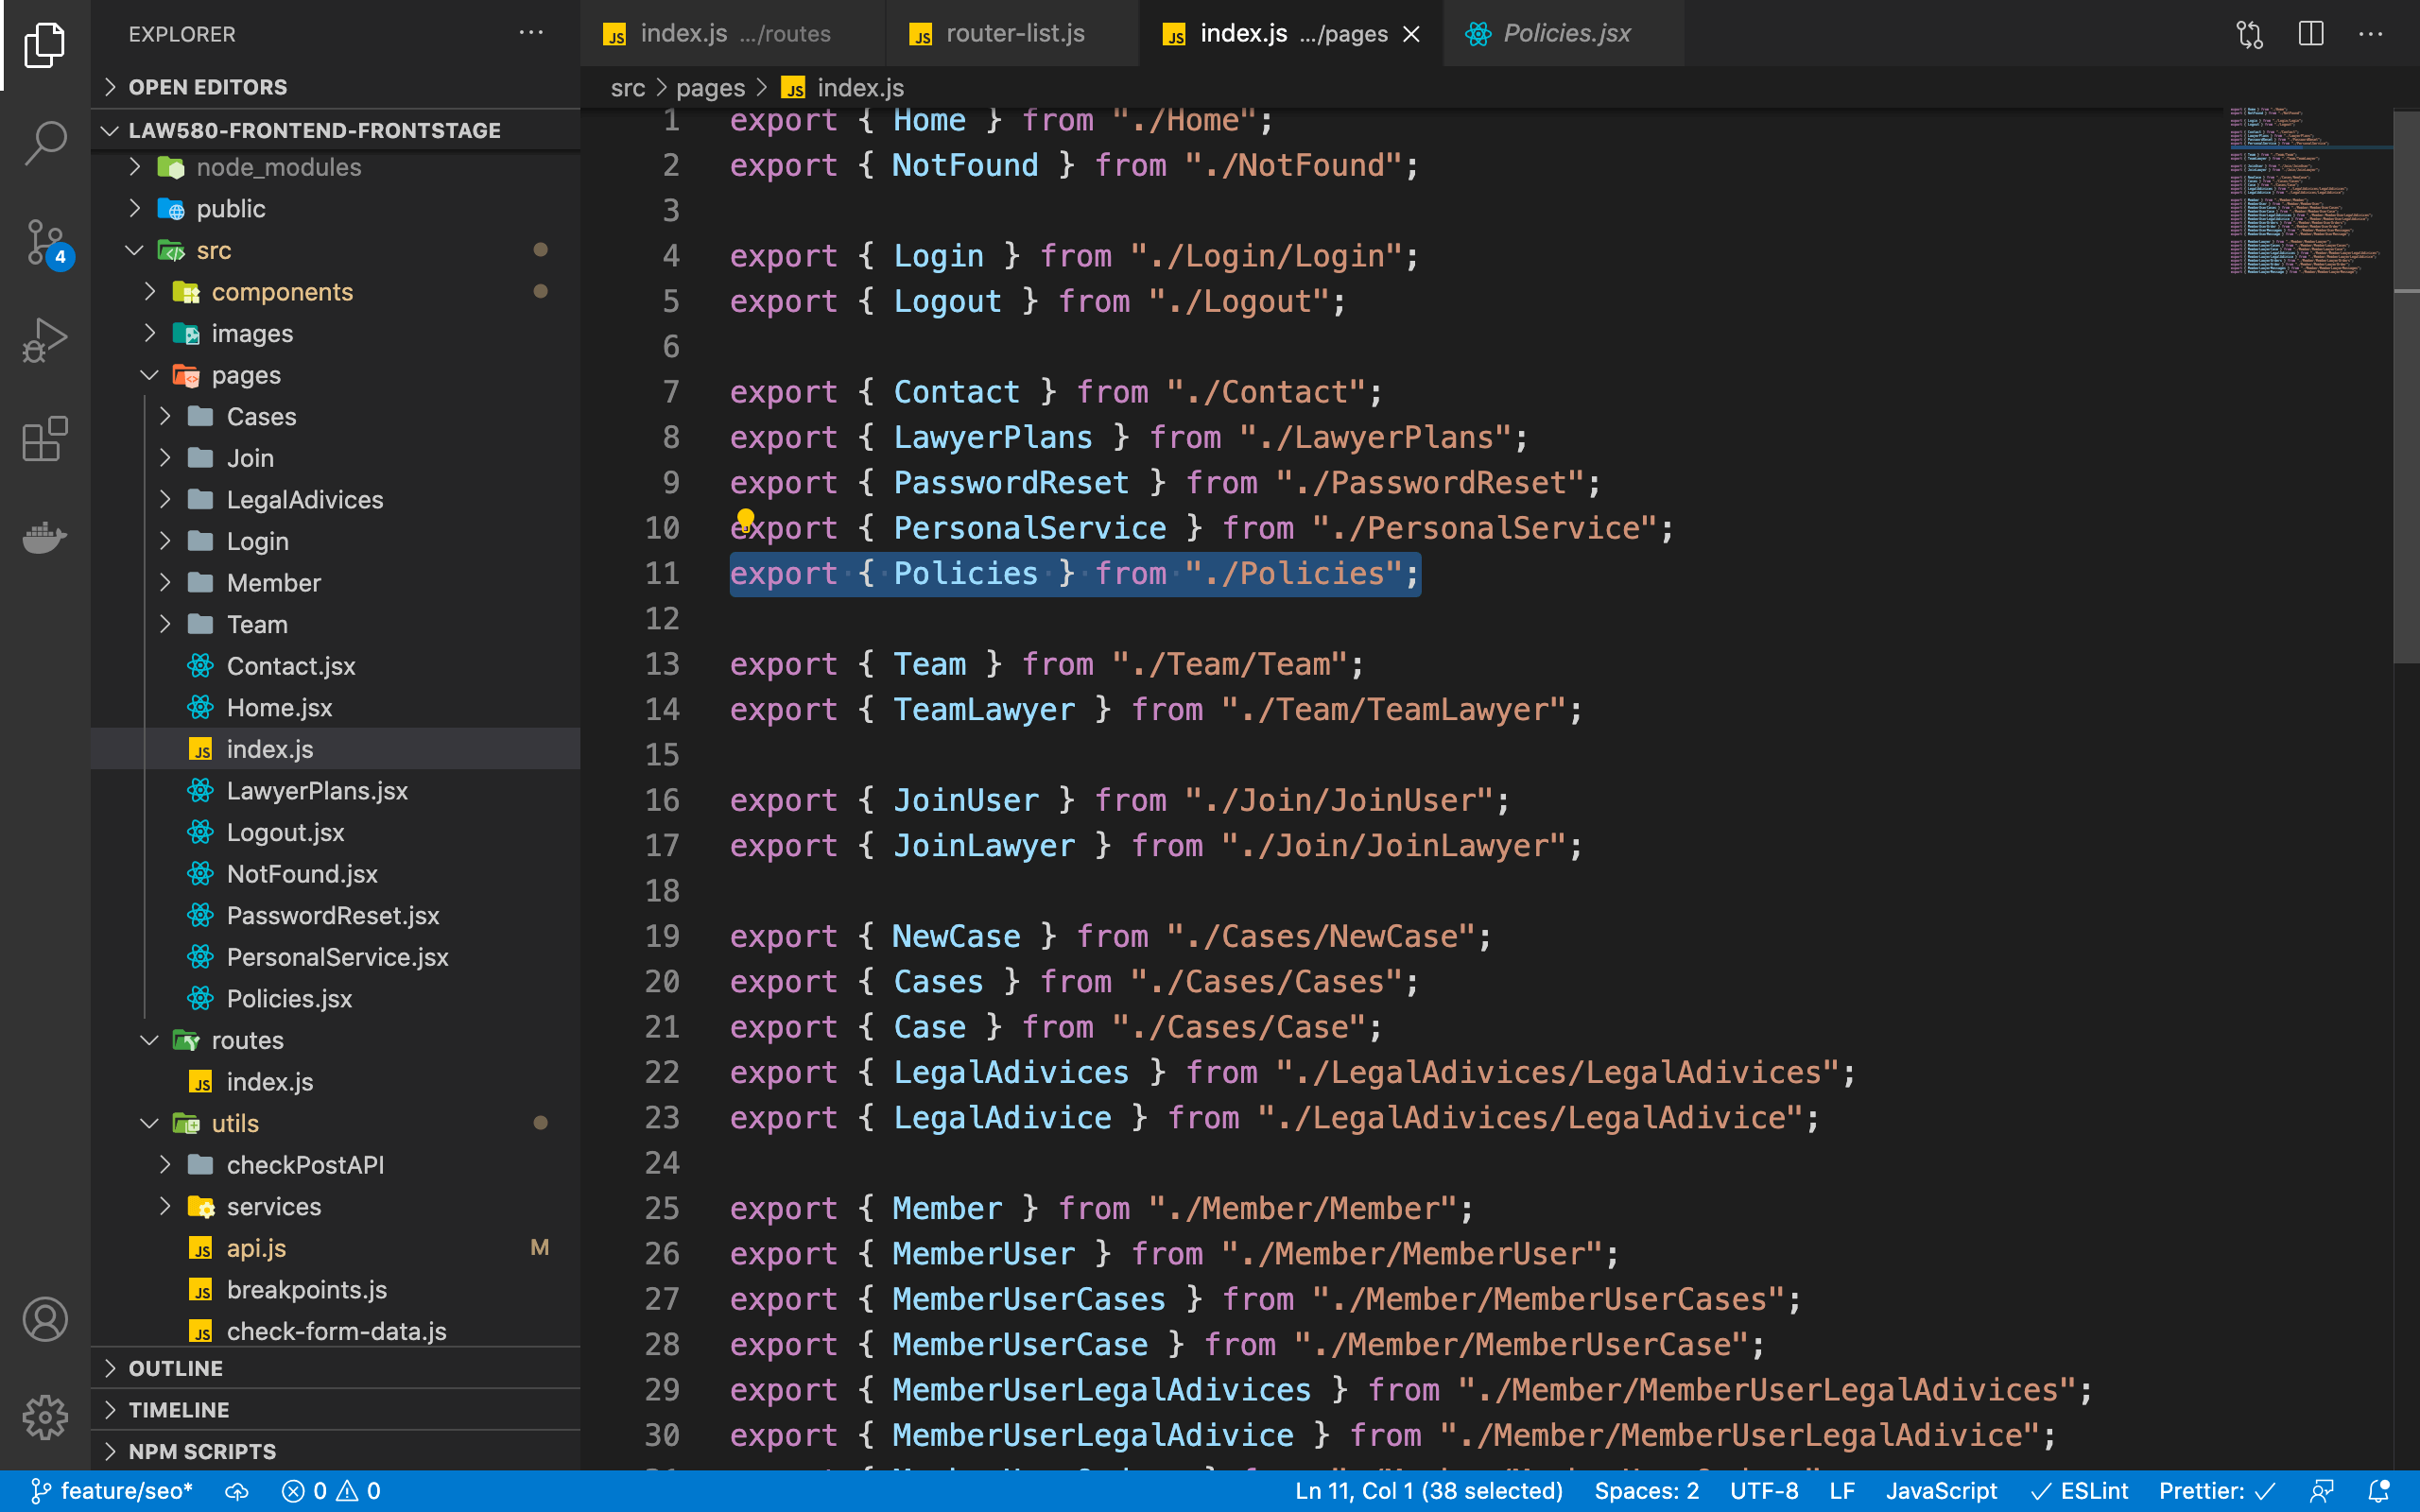 EXPLORER
OPEN EDITORS
LAW580-FRONTEND-FRONTSTAGE
node_modules
public
src
components
images
pages
Cases
Join
LegalAdivices
Login
Member
Team
Contact.jsx
Home.jsx
index.js
LawyerPlans.jsx
Logout.jsx
NotFound.jsx
PasswordReset.jsx
PersonalService.jsx
Policies.jsx
routes
index.js
utils
checkPostAPI
services
api.js M
breakpoints.js
check-form-data.js
OUTLINE
TIMELINE
NPM SCRIPTS
4
JS index.js .../routes
JS router-list.js
JS index.js .../pages
Policies.jsx
src > pages > JS index.js
1 export { Home } from "./Home";
2 export { NotFound } from "./NotFound";
3
4 export { Login } from "./Login/Login";
5 export { Logout } from "./Logout";
6
7 export { Contact } from "./Contact";
8 export { LawyerPlans } from "./LawyerPlans";
9 export { PasswordReset } from "./PasswordReset";
10 export { PersonalService } from "./PersonalService";
11 export { Policies } from "./Policies";
12
13 export { Team } from "./Team/Team";
14 export { TeamLawyer } from "./Team/TeamLawyer";
15
16 export { JoinUser } from "./Join/JoinUser";
17 export { JoinLawyer } from "./Join/JoinLawyer";
18
19 export { NewCase } from "./Cases/NewCase";
20 export { Cases } from "./Cases/Cases";
21 export { Case } from "./Cases/Case";
22 export { LegalAdivices } from "./LegalAdivices/LegalAdivices";
23 export { LegalAdivice } from "./LegalAdivices/LegalAdivice";
24
25 export { Member } from "./Member/Member";
26 export { MemberUser } from "./Member/MemberUser";
27 export { MemberUserCases } from "./Member/MemberUserCases";
28 export { MemberUserCase } from "./Member/MemberUserCase";
29 export { MemberUserLegalAdivices } from "./Member/MemberUserLegalAdivices";
30 export { MemberUserLegalAdivice } from "./Member/MemberUserLegalAdivice";
feature/seo* 0 0 Ln 11, Col 1 (38 selected) Spaces: 2 UTF-8 LF JavaScript ESLint Prettier: